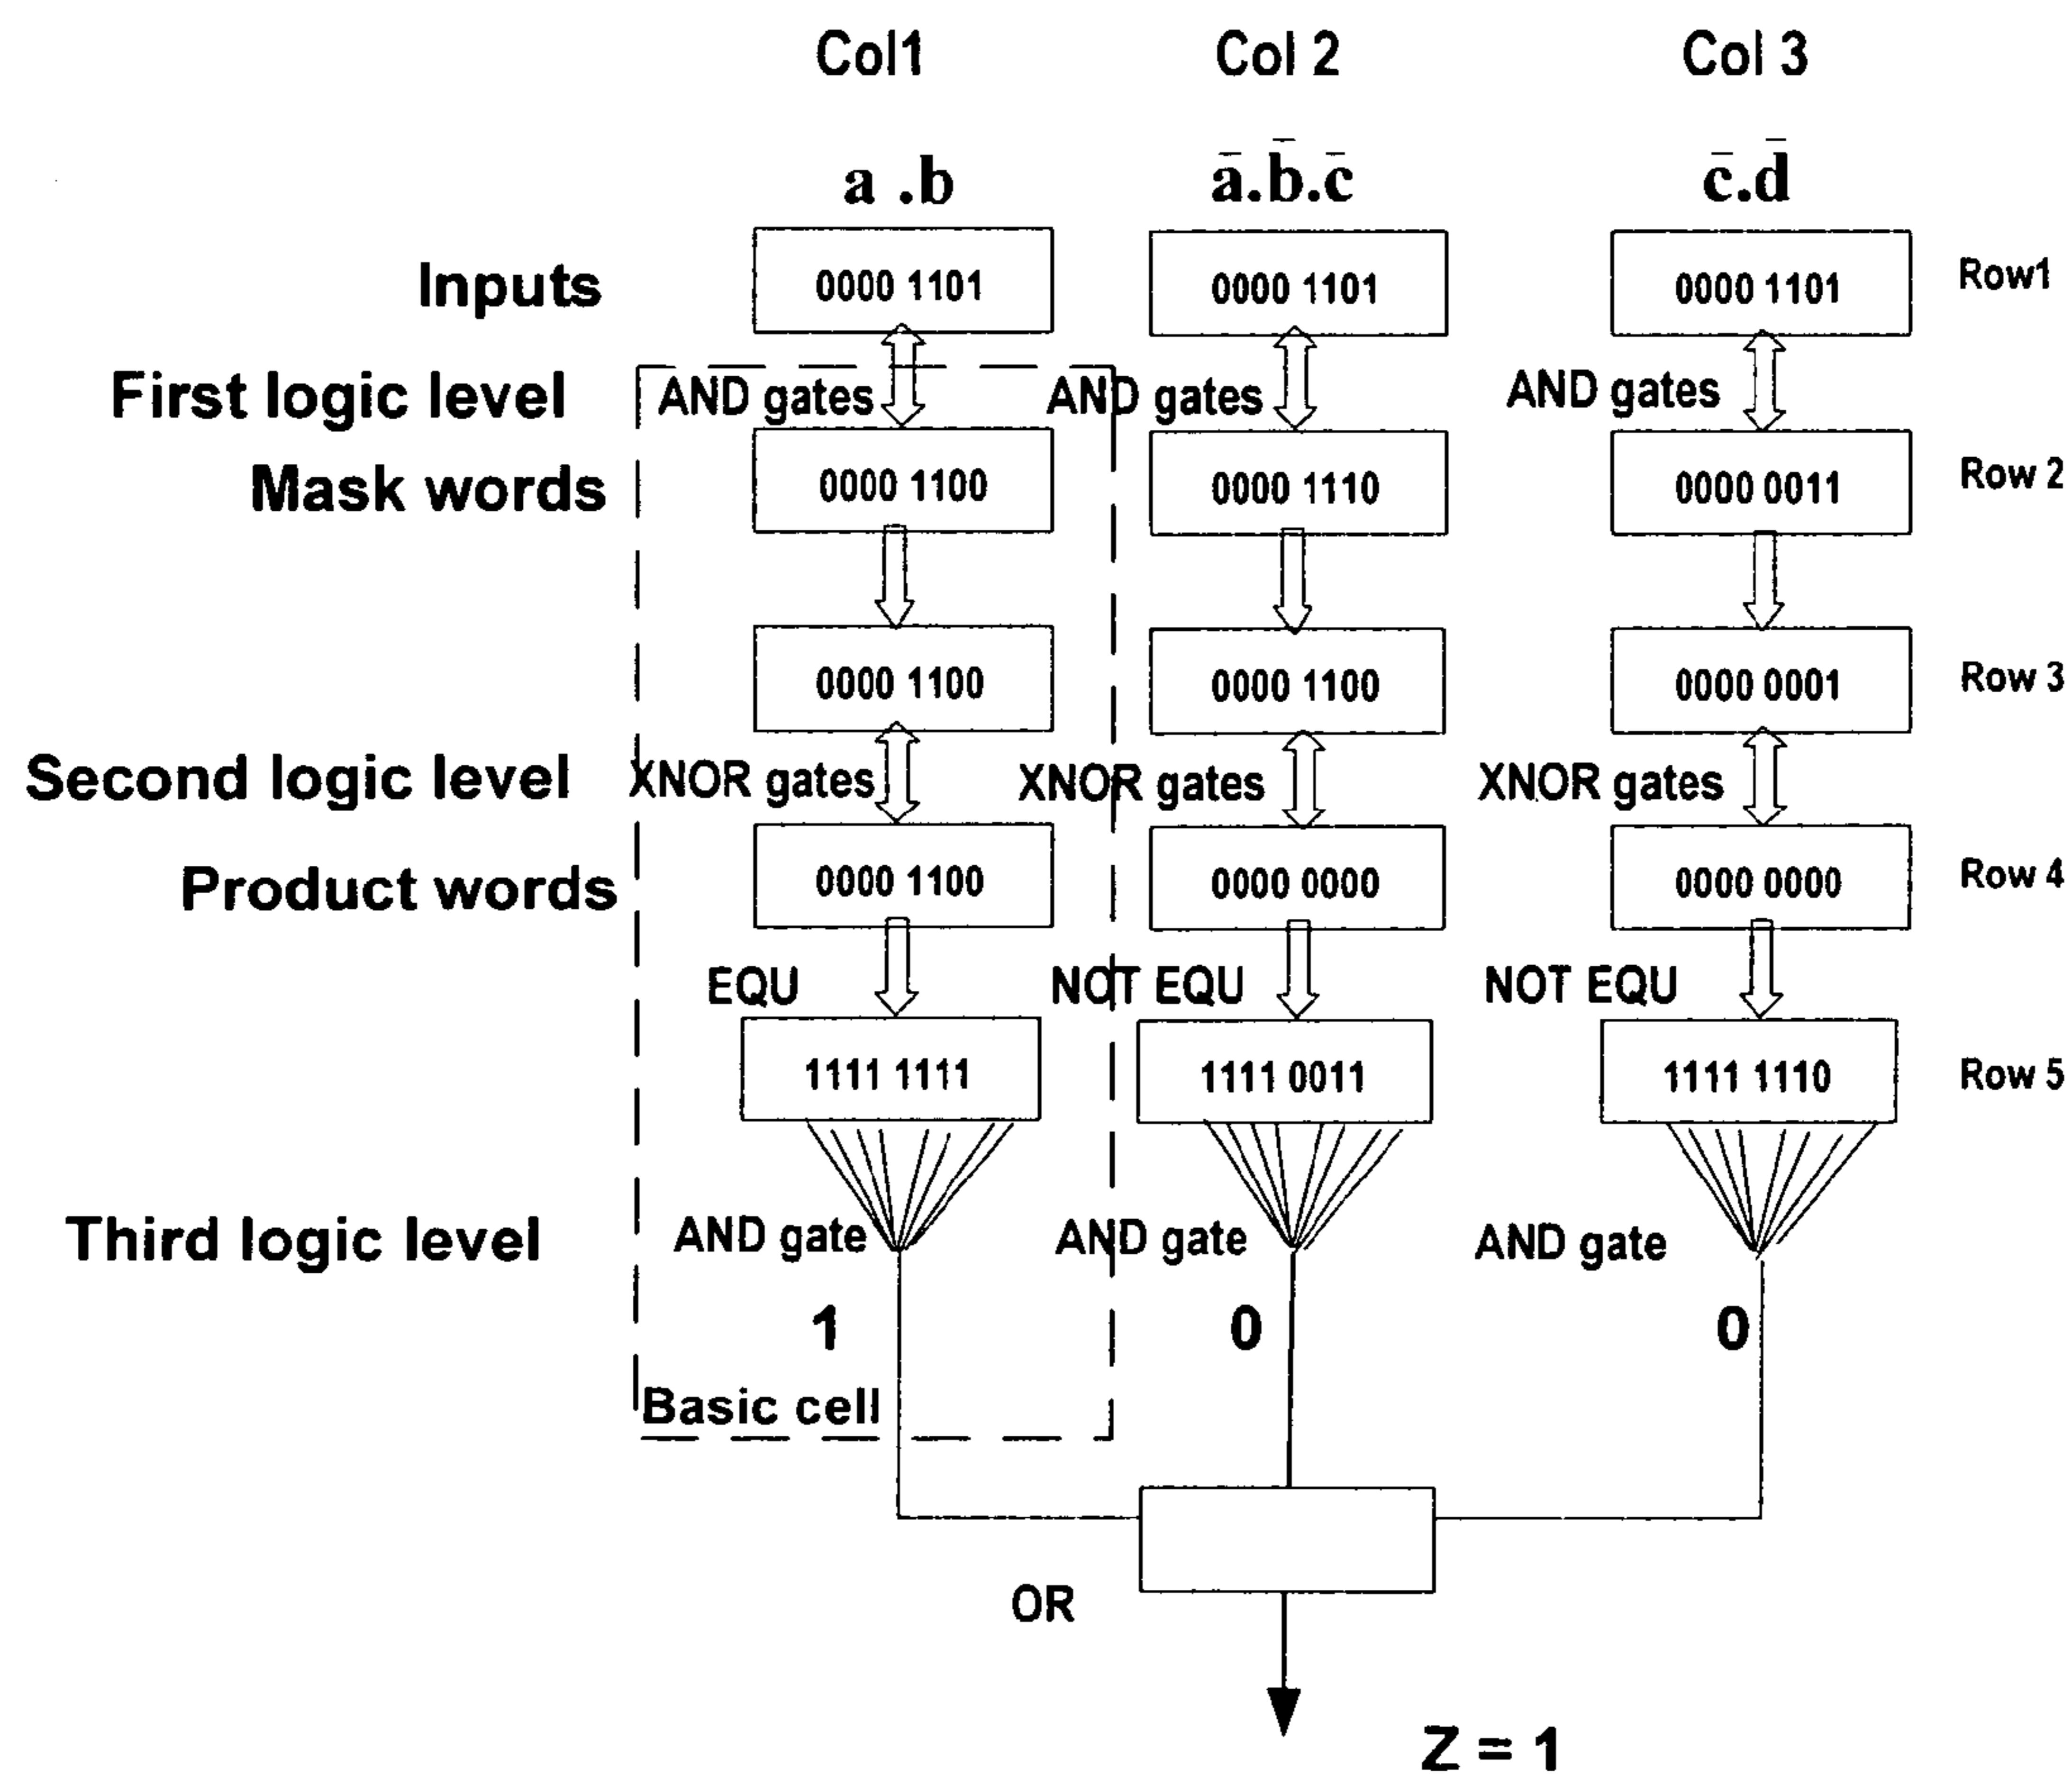 Col1 Col 2 Col 3
a .b a̅.b̅.c̅ c̅.d̅
Inputs 0000 1101 0000 1101 0000 1101 Row1
First logic level AND gates AND gates AND gates
Mask words 0000 1100 0000 1110 0000 0011 Row 2
0000 1100 0000 1100 0000 0001 Row 3
Second logic level XNOR gates XNOR gates XNOR gates
Product words 0000 1100 0000 0000 0000 0000 Row 4
EQU NOT EQU NOT EQU
1111 1111 1111 0011 1111 1110 Row 5
Third logic level AND gate AND gate AND gate
1 0 0
Basic cell
OR
Z = 1